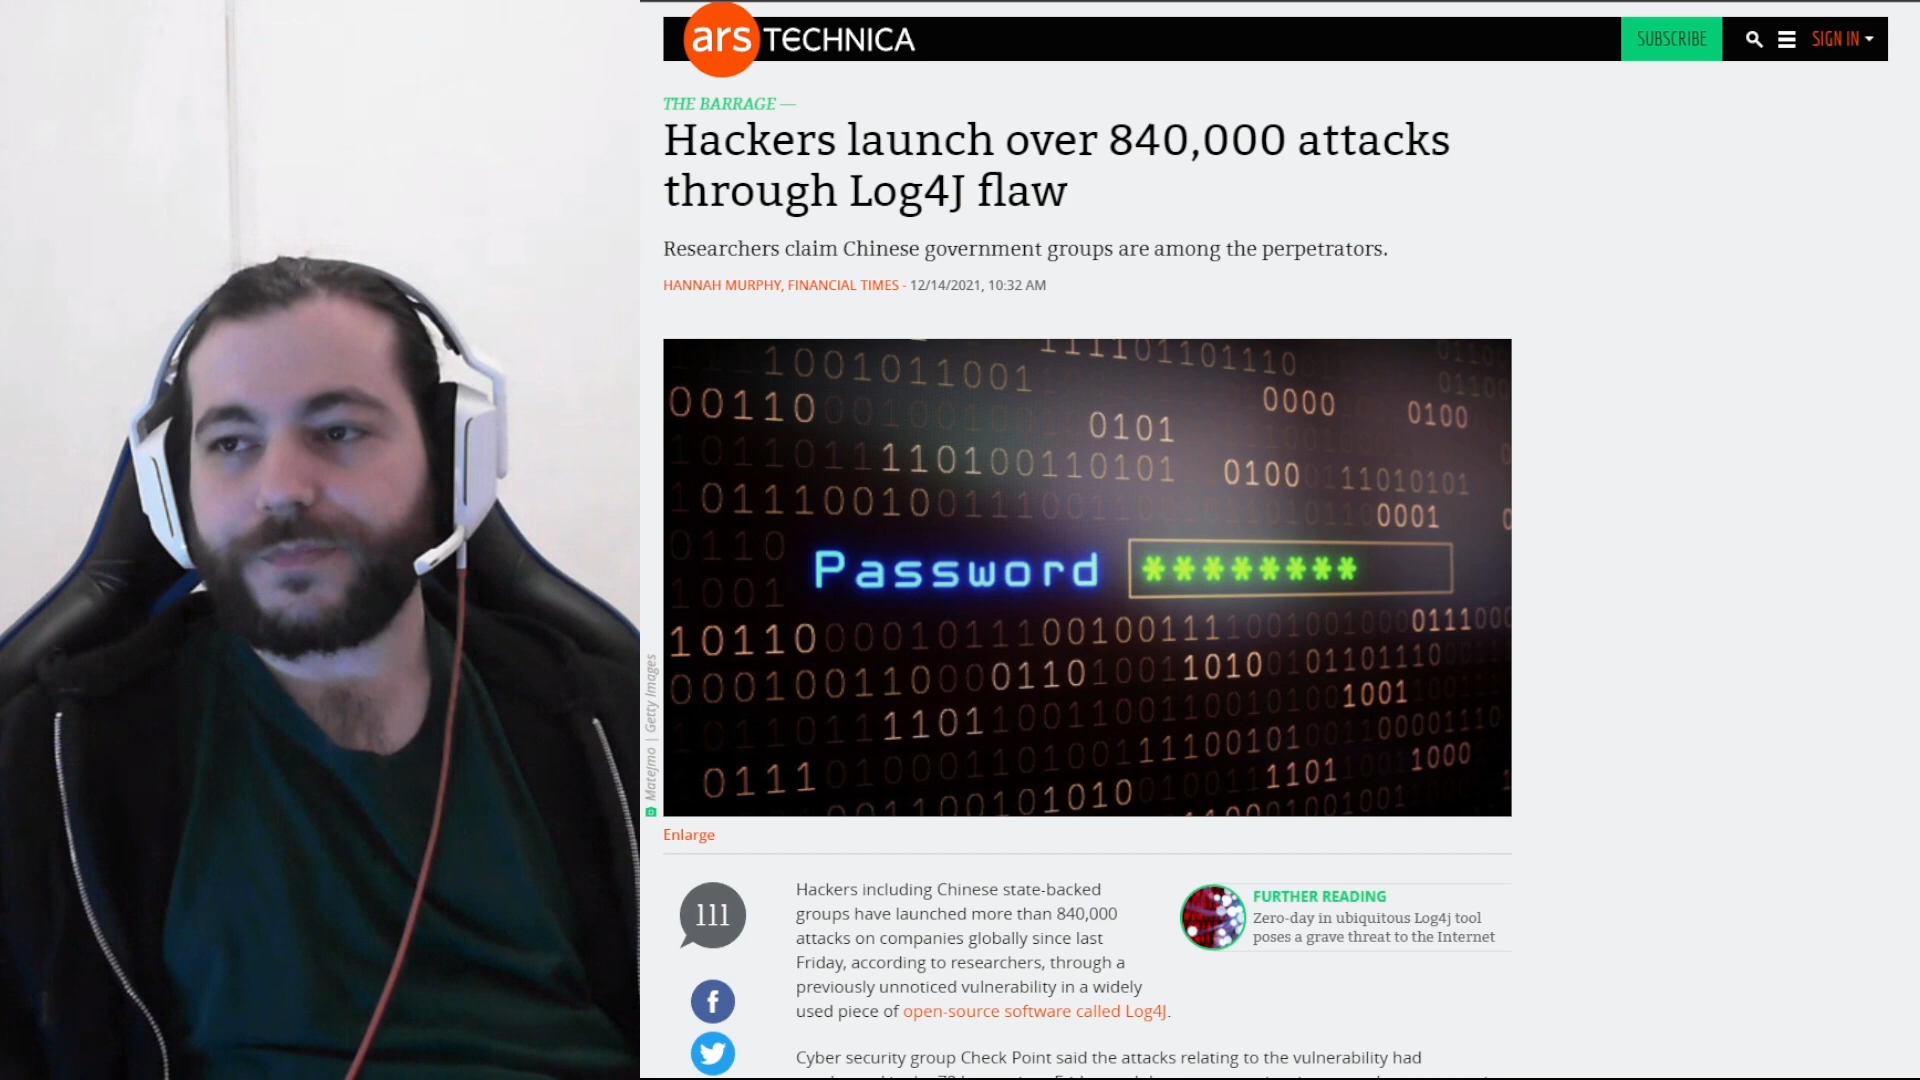 ars TECHNICA
SUBSCRIBE
SIGN IN
THE BARRAGE —
Hackers launch over 840,000 attacks
through Log4J flaw
Researchers claim Chinese government groups are among the perpetrators.
HANNAH MURPHY, FINANCIAL TIMES - 12/14/2021, 10:32 AM
Password ********
Matejmo | Getty Images
Enlarge
111
Hackers including Chinese state-backed
groups have launched more than 840,000
attacks on companies globally since last
Friday, according to researchers, through a
previously unnoticed vulnerability in a widely
used piece of open-source software called Log4J.
FURTHER READING
Zero-day in ubiquitous Log4j tool
poses a grave threat to the Internet
Cyber security group Check Point said the attacks relating to the vulnerability had